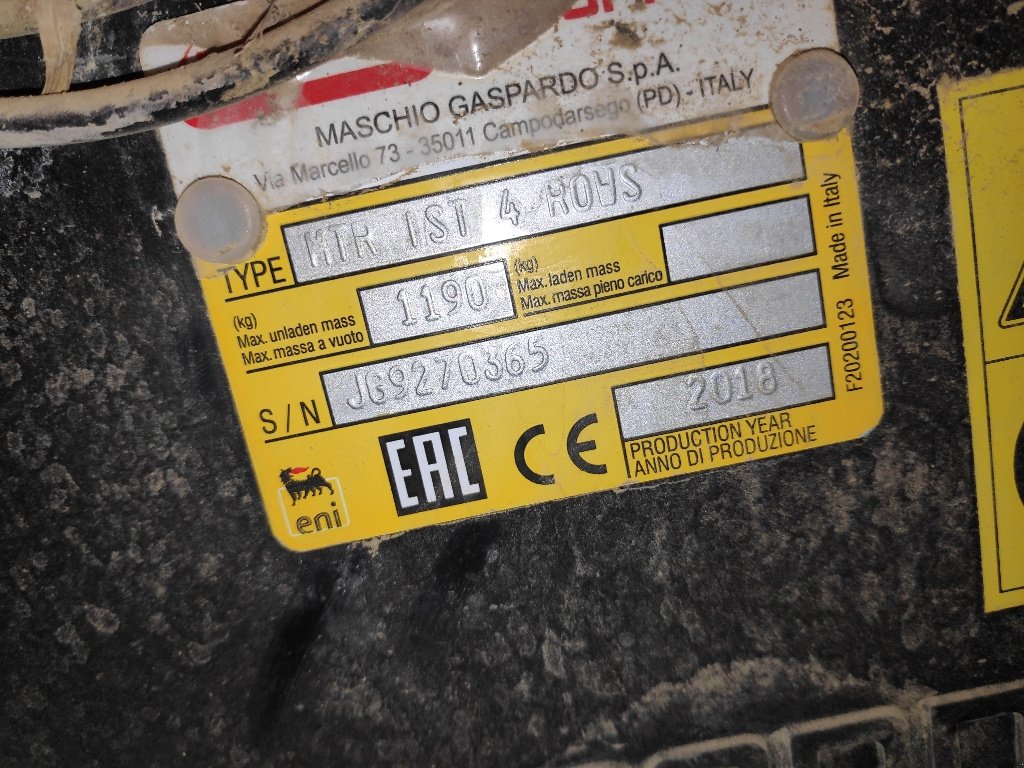 MASCHIO GASPARDO S.p.A.
Via Marcello 73 - 35011 Campodarsego (PD) - ITALY
TYPE MTR IST 4 ROWS
(kg)
Max. unladen mass
Max. massa a vuoto
1190
(kg)
Max. laden mass
Max. massa pieno carico
S/N JG9270365
2018
PRODUCTION YEAR
ANNO DI PRODUZIONE
EAC
CE
eni
F20200123 Made in Italy